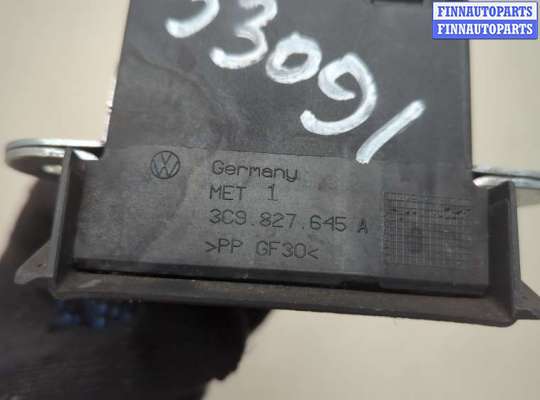 FINNAUTOPARTS
FINNAUTOPARTS
33091
Germany
MET 1
3C9.827.645 A
>PP GF30<